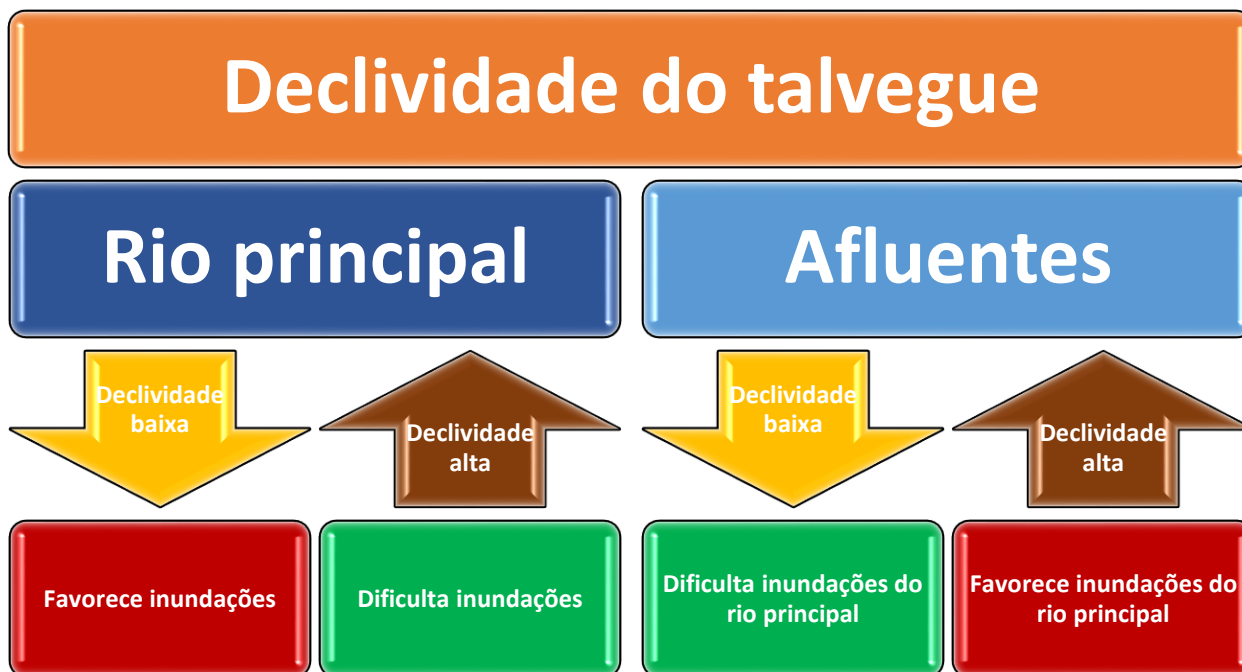 Declividade do talvegue
Rio principal
Afluentes
Declividade
baixa
Declividade
alta
Declividade
baixa
Declividade
alta
Favorece inundações
Dificulta inundações
Dificulta inundações do
rio principal
Favorece inundações do
rio principal